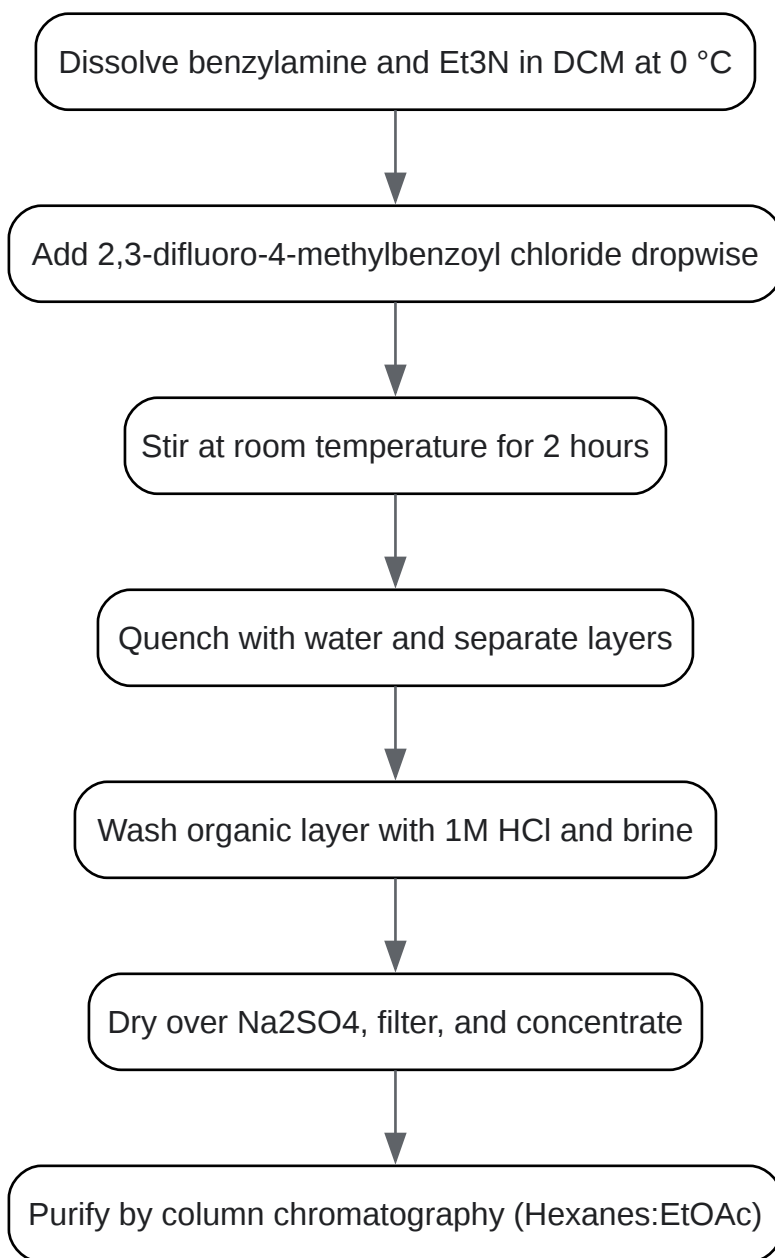 Dissolve benzylamine and Et3N in DCM at 0 °C
Add 2,3-difluoro-4-methylbenzoyl chloride dropwise
Stir at room temperature for 2 hours
Quench with water and separate layers
Wash organic layer with 1M HCl and brine
Dry over Na2SO4, filter, and concentrate
Purify by column chromatography (Hexanes:EtOAc)